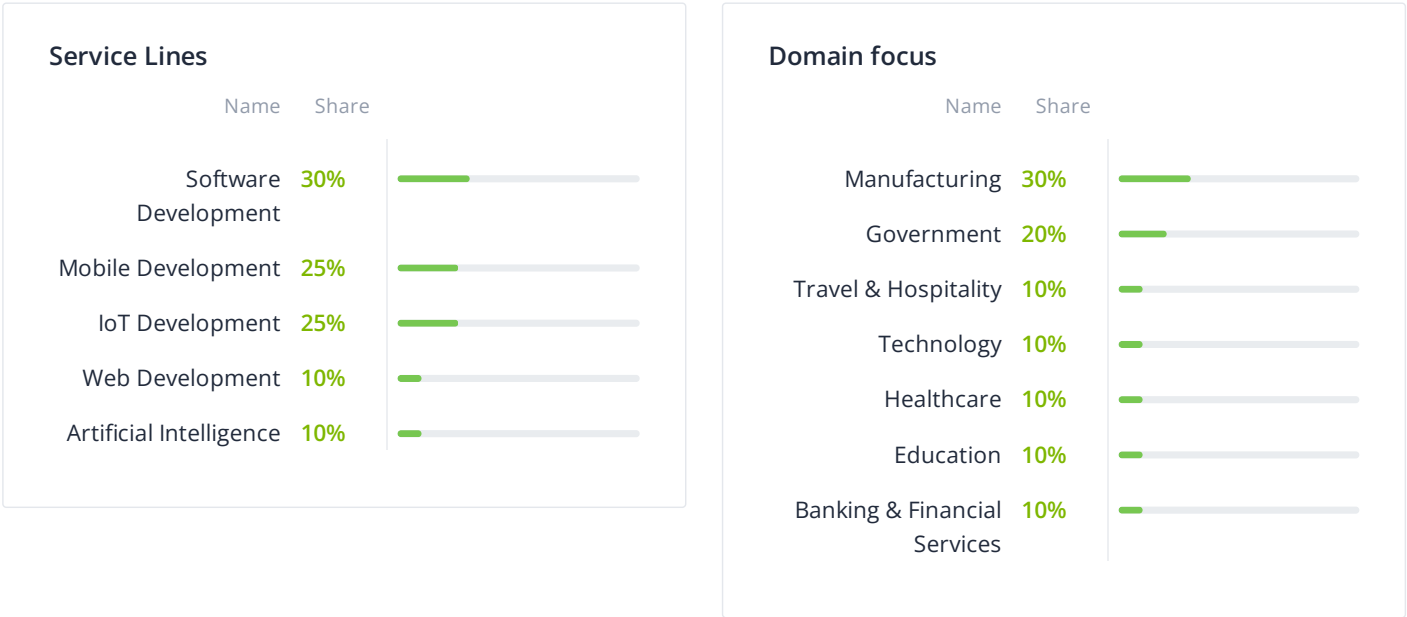 Service Lines
Name Share
Software 30%
Development
Mobile Development 25%
IoT Development 25%
Web Development 10%
Artificial Intelligence 10%
Domain focus
Name Share
Manufacturing 30%
Government 20%
Travel & Hospitality 10%
Technology 10%
Healthcare 10%
Education 10%
Banking & Financial 10%
Services